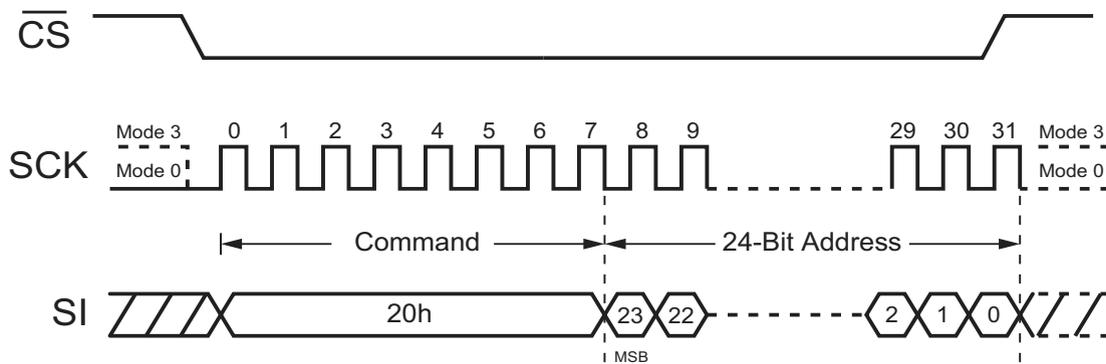 C̅S̅
Mode 3 0 1 2 3 4 5 6 7 8 9 29 30 31 Mode 3
SCK Mode 0 Mode 0
Command 24-Bit Address
SI 20h 23 22 2 1 0
MSB